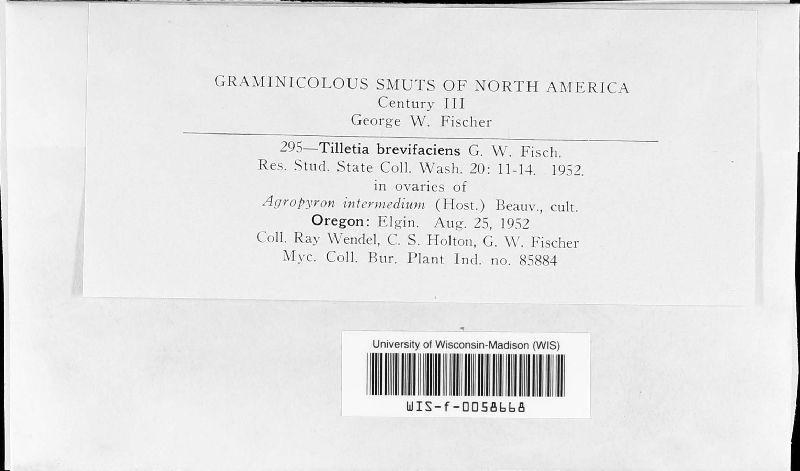 GRAMINICOLOUS SMUTS OF NORTH AMERICA
Century III
George W. Fischer
295—Tilletia brevifaciens G. W. Fisch.
Res. Stud. State Coll. Wash. 20: 11-14. 1952.
in ovaries of
Agropyron intermedium (Host.) Beauv., cult.
Oregon: Elgin. Aug. 25, 1952
Coll. Ray Wendel, C. S. Holton, G. W. Fischer
Myc. Coll. Bur. Plant Ind. no. 85884
University of Wisconsin-Madison (WIS)
WIS-f-0058668